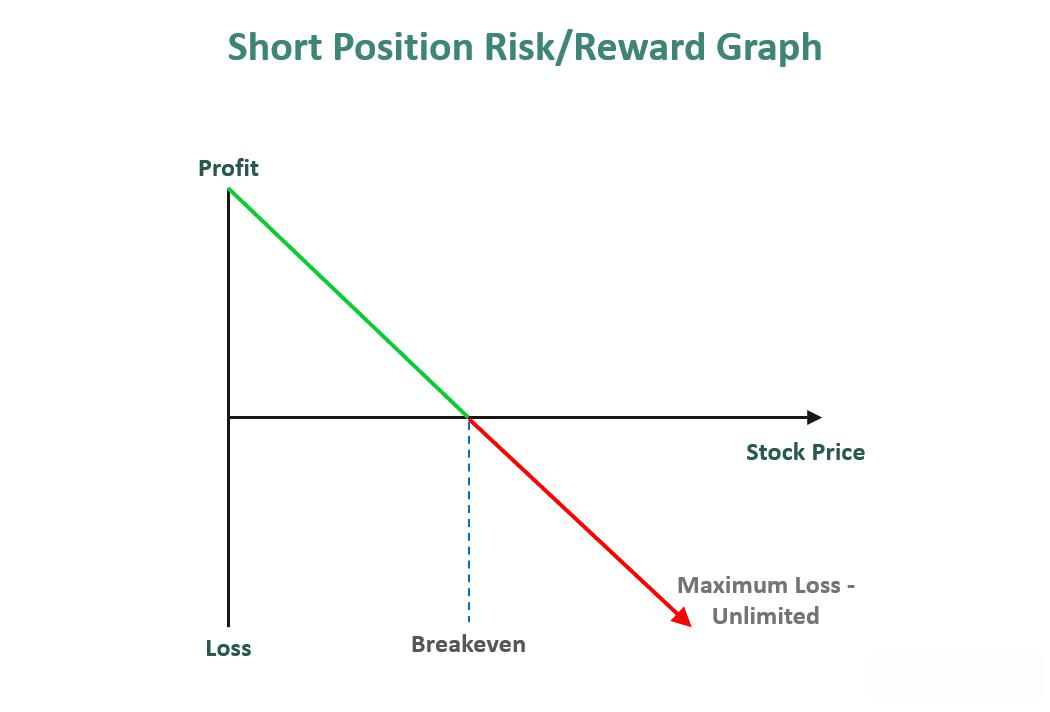 Short Position Risk/Reward Graph
Profit
Stock Price
Maximum Loss -
Unlimited
Loss
Breakeven